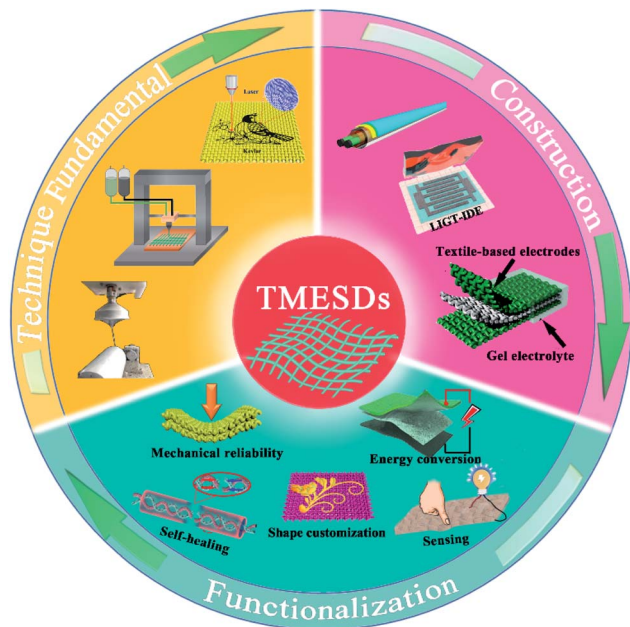 Technique Fundamental
Laser
Kevlar
Construction
LIGT-IDE
Textile-based electrodes
Gel electrolyte
TMESDs
Mechanical reliability
Energy conversion
Self-healing
Shape customization
Sensing
Functionalization